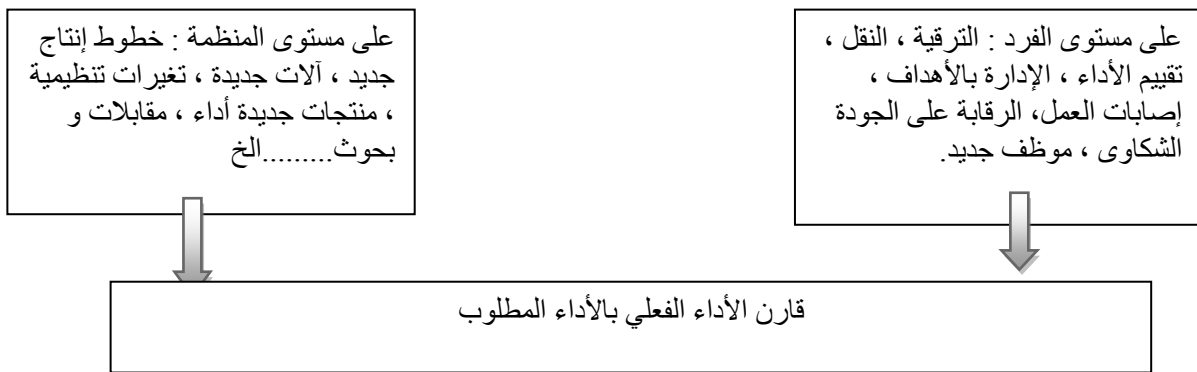 على مستوى الفرد : الترقية ، النقل ،
تقييم الأداء ، الإدارة بالأهداف ،
إصابات العمل، الرقابة على الجودة
الشكاوى ، موظف جديد.
على مستوى المنظمة : خطوط إنتاج
جديد ، آلات جديدة ، تغيرات تنظيمية
، منتجات جديدة أداء ، مقابلات و
بحوث.........الخ
قارن الأداء الفعلي بالأداء المطلوب